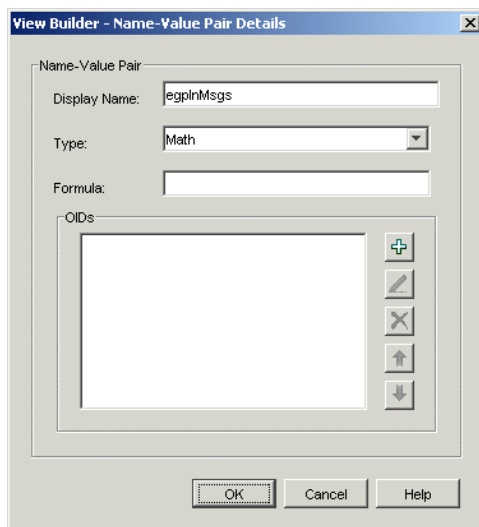 View Builder - Name-Value Pair Details
Name-Value Pair
Display Name: egpInMsgs
Type: Math
Formula:
OIDs
OK Cancel Help